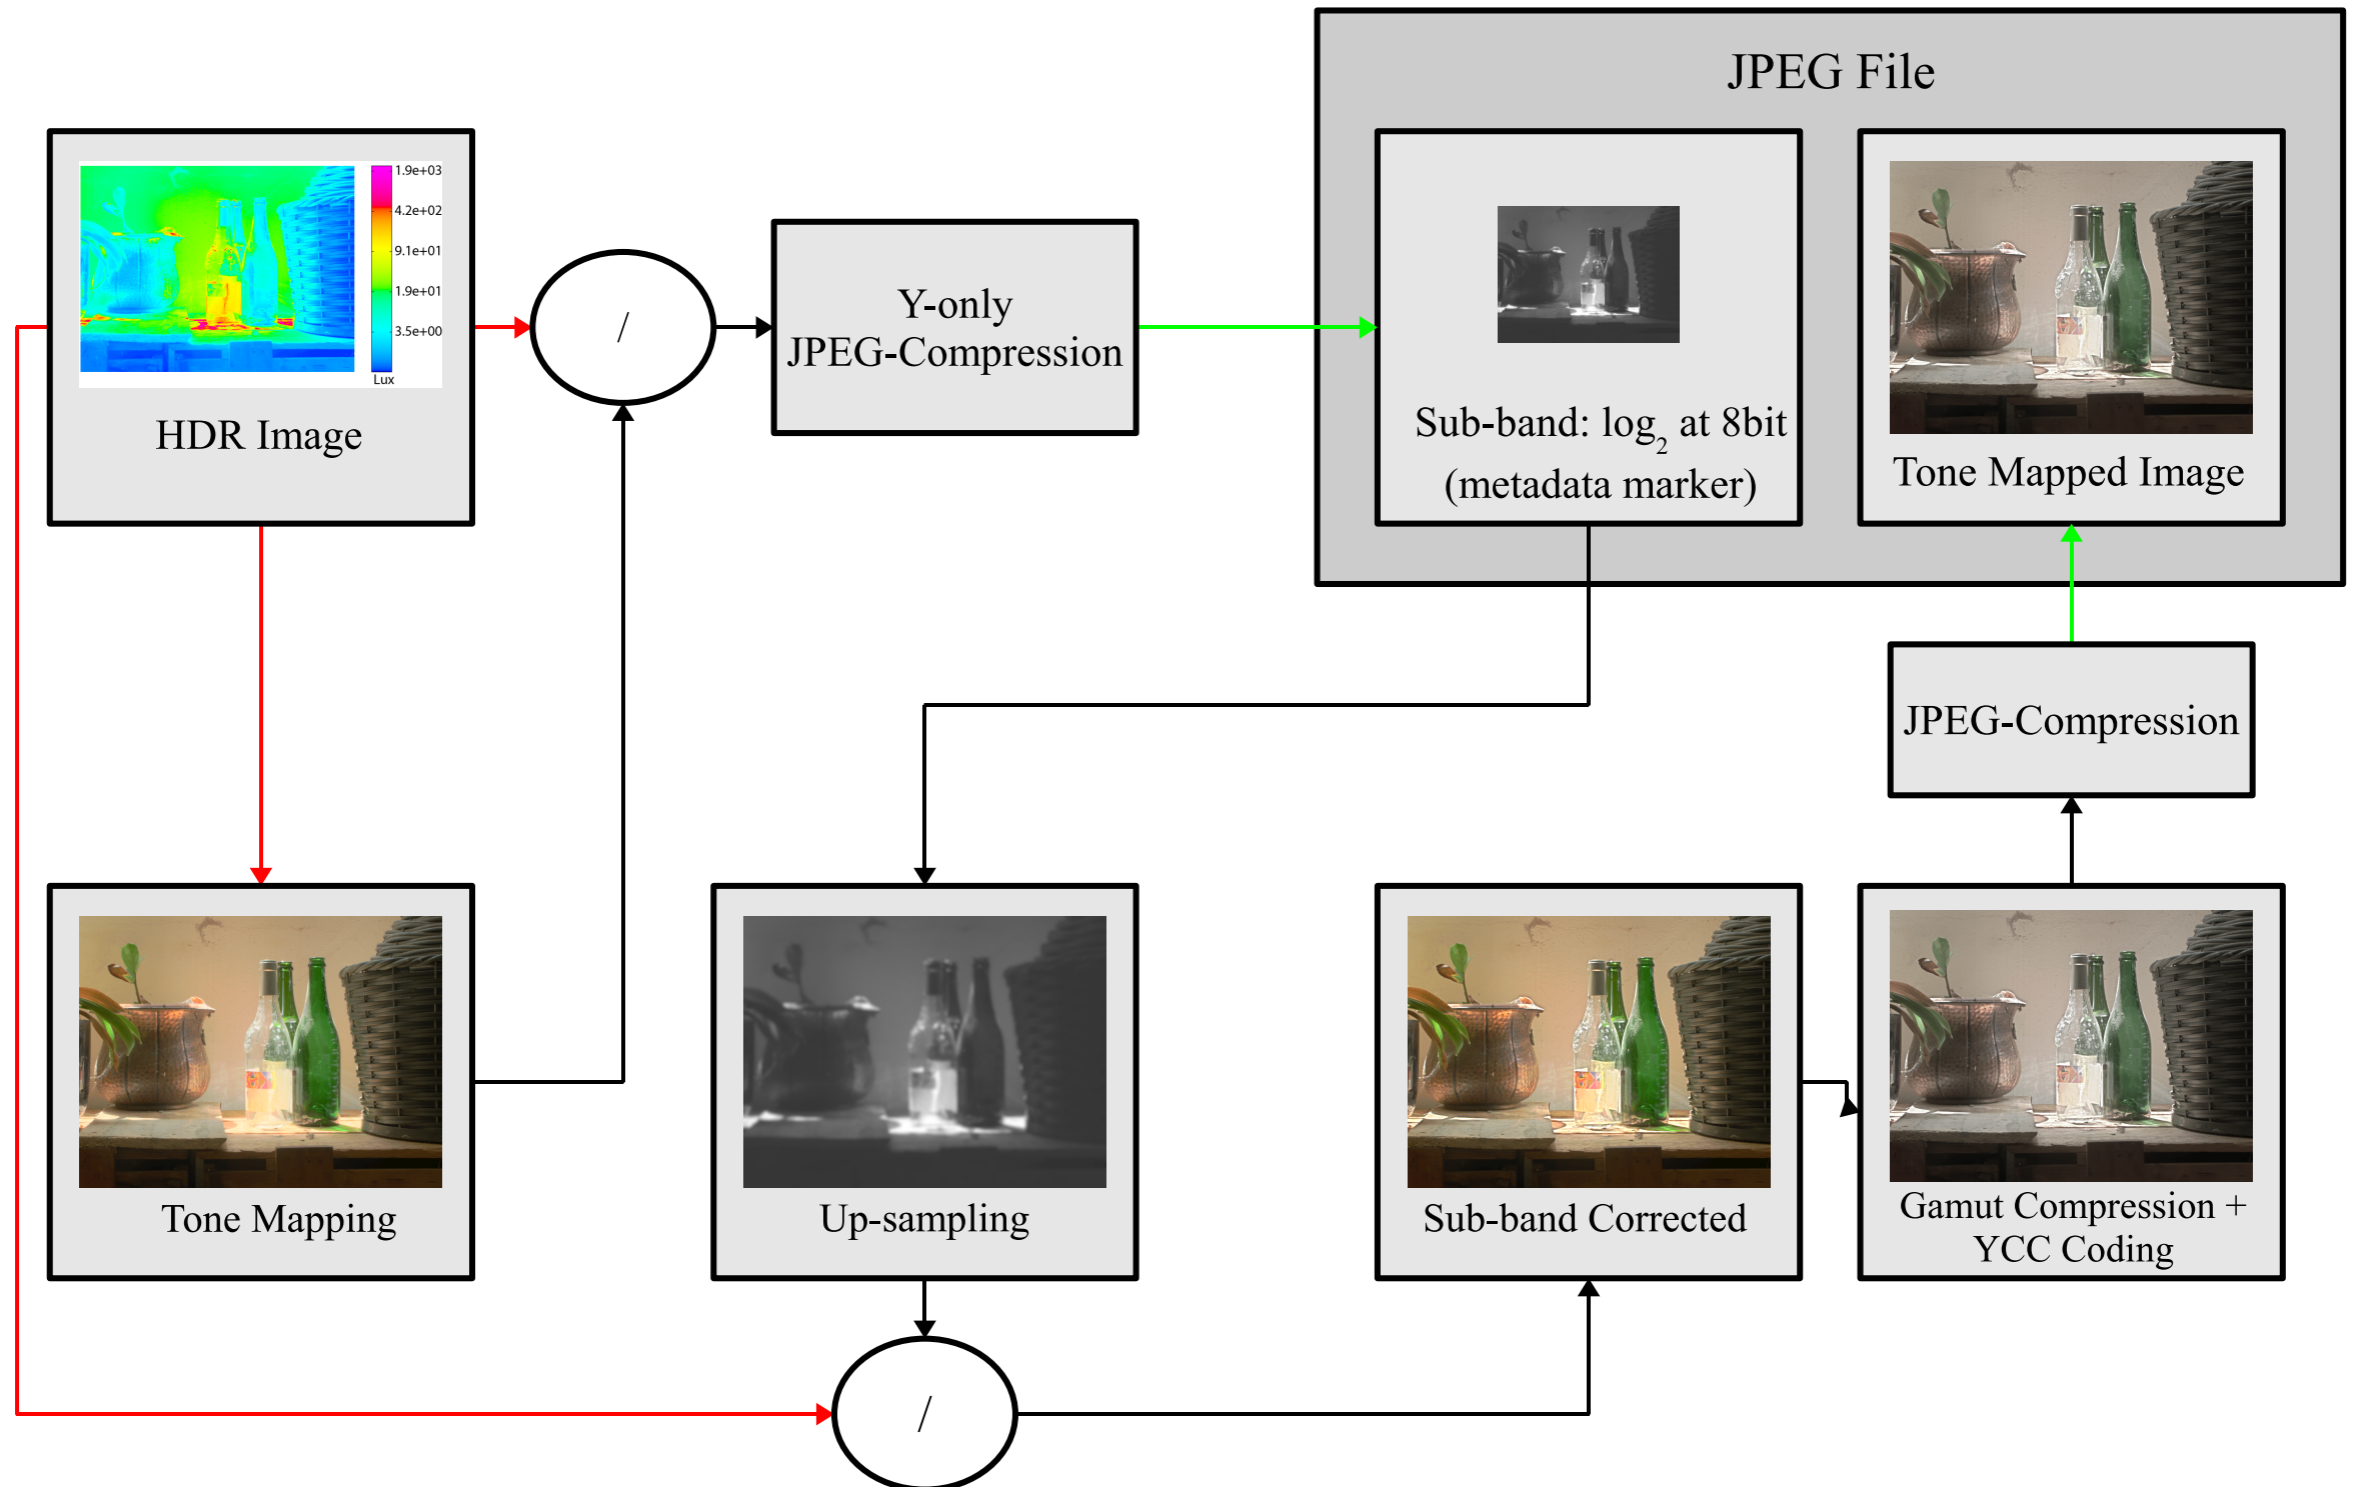 JPEG File
1.9e+03
4.2e+02
9.1e+01
1.9e+01
3.5e+00
Lux
HDR Image
/
Y-only
JPEG-Compression
Sub-band: log₂ at 8bit
(metadata marker)
Tone Mapped Image
JPEG-Compression
Tone Mapping
Up-sampling
Sub-band Corrected
Gamut Compression +
YCC Coding
/